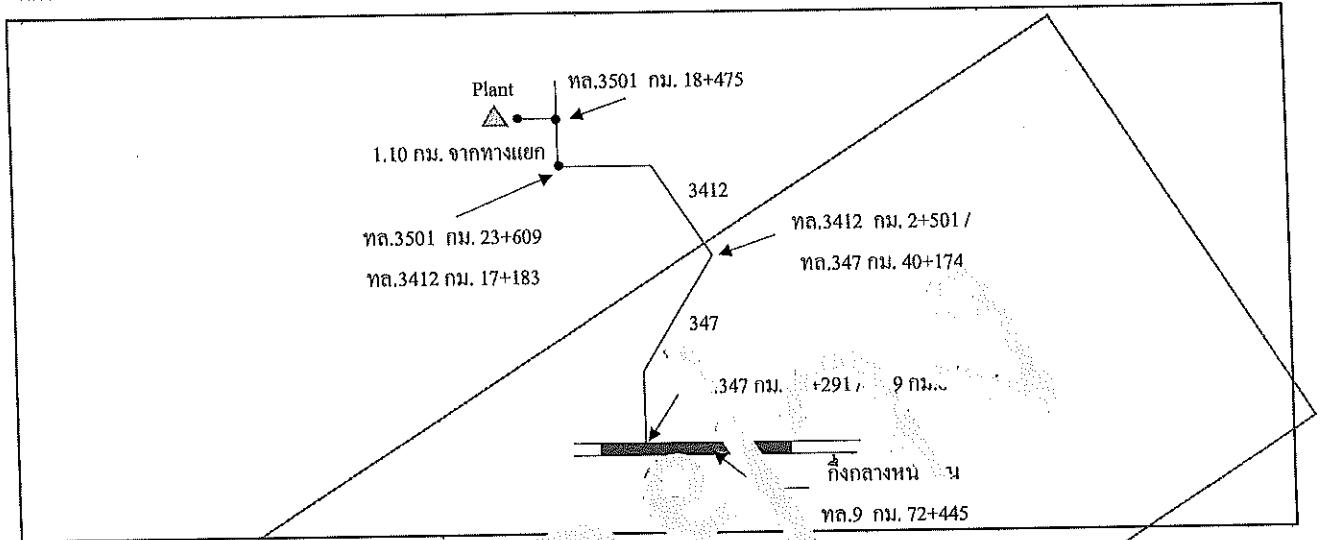 Plant
ทล.3501 กม. 18+475
1.10 กม. จากทางแยก
3412
ทล.3501 กม. 23+609
ทล.3412 กม. 17+183
ทล.3412 กม. 2+501 /
ทล.347 กม. 40+174
347
.347 กม. +291 / 9 กม.
กึ่งกลางหน
ทล.9 กม. 72+445